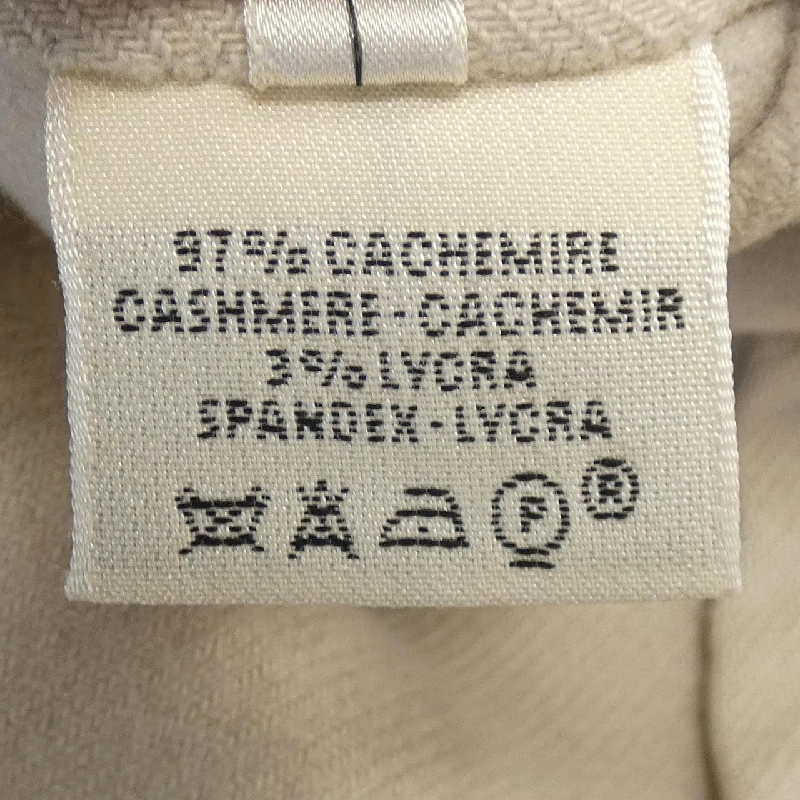 97% CACHEMIRE
CASHMERE-CACHEMIR
3% LYCRA
SPANDEX-LYCRA
P ®